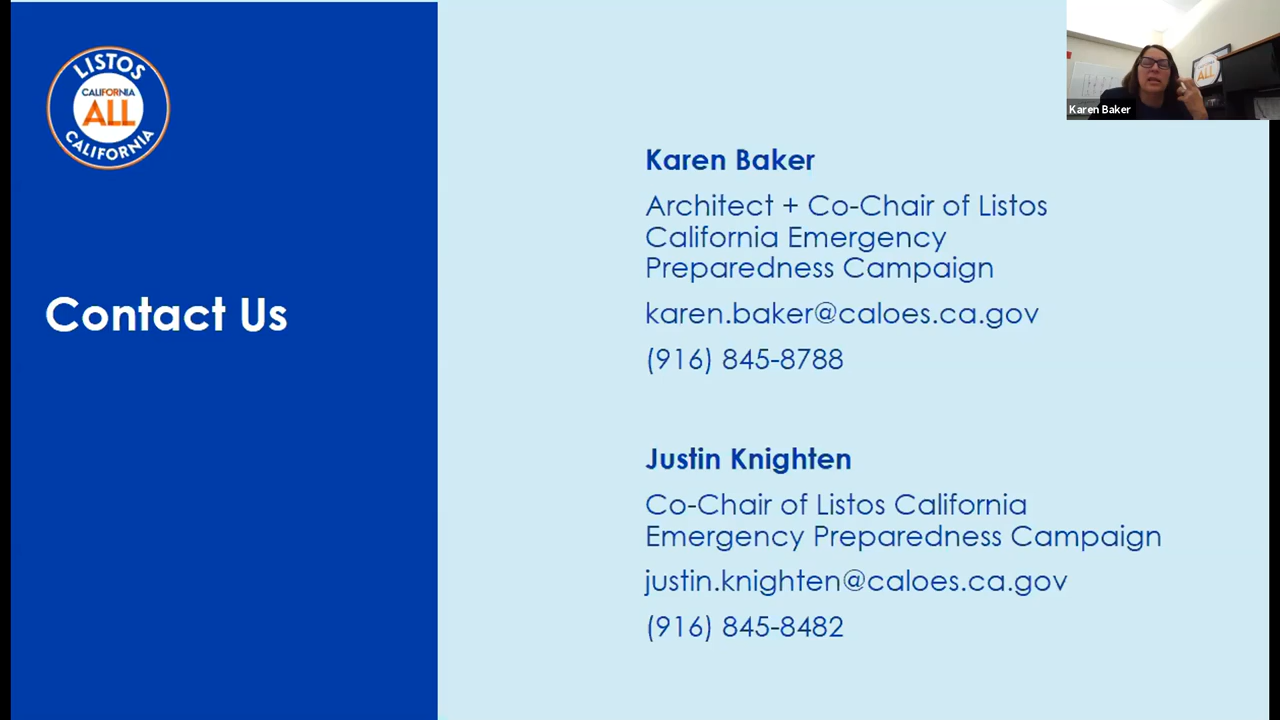 LISTOS
CALIFORNIA
ALL
CALIFORNIA
Contact Us
Karen Baker
Architect + Co-Chair of Listos
California Emergency
Preparedness Campaign
karen.baker@caloes.ca.gov
(916) 845-8788
Justin Knighten
Co-Chair of Listos California
Emergency Preparedness Campaign
justin.knighten@caloes.ca.gov
(916) 845-8482
ALL
Karen Baker